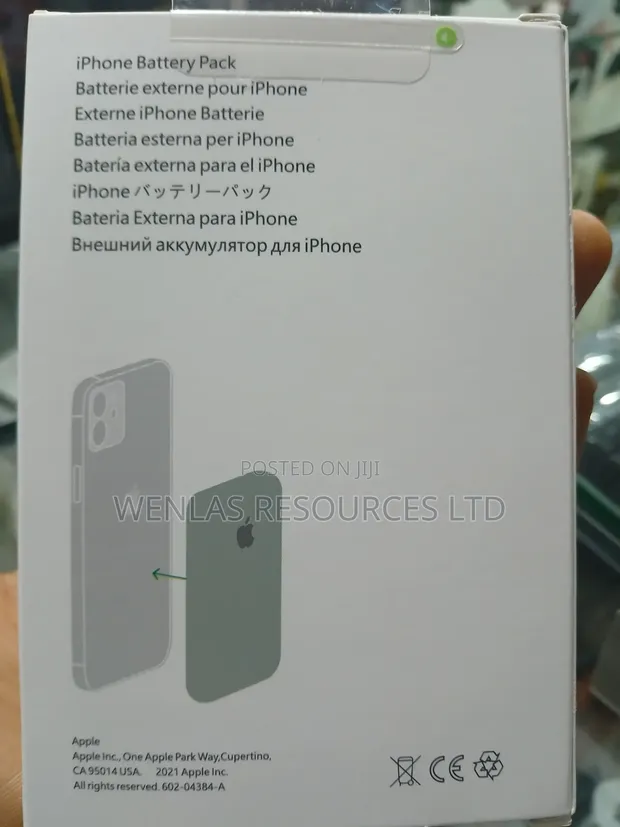 iPhone Battery Pack
Batterie externe pour iPhone
Externe iPhone Batterie
Batteria esterna per iPhone
Batería externa para el iPhone
iPhone バッテリーパック
Bateria Externa para iPhone
Внешний аккумулятор для iPhone
POSTED ON JIJI
WENLAS RESOURCES LTD
Apple
Apple Inc., One Apple Park Way,Cupertino,
CA 95014 USA. 2021 Apple Inc.
All rights reserved. 602-04384-A
CE